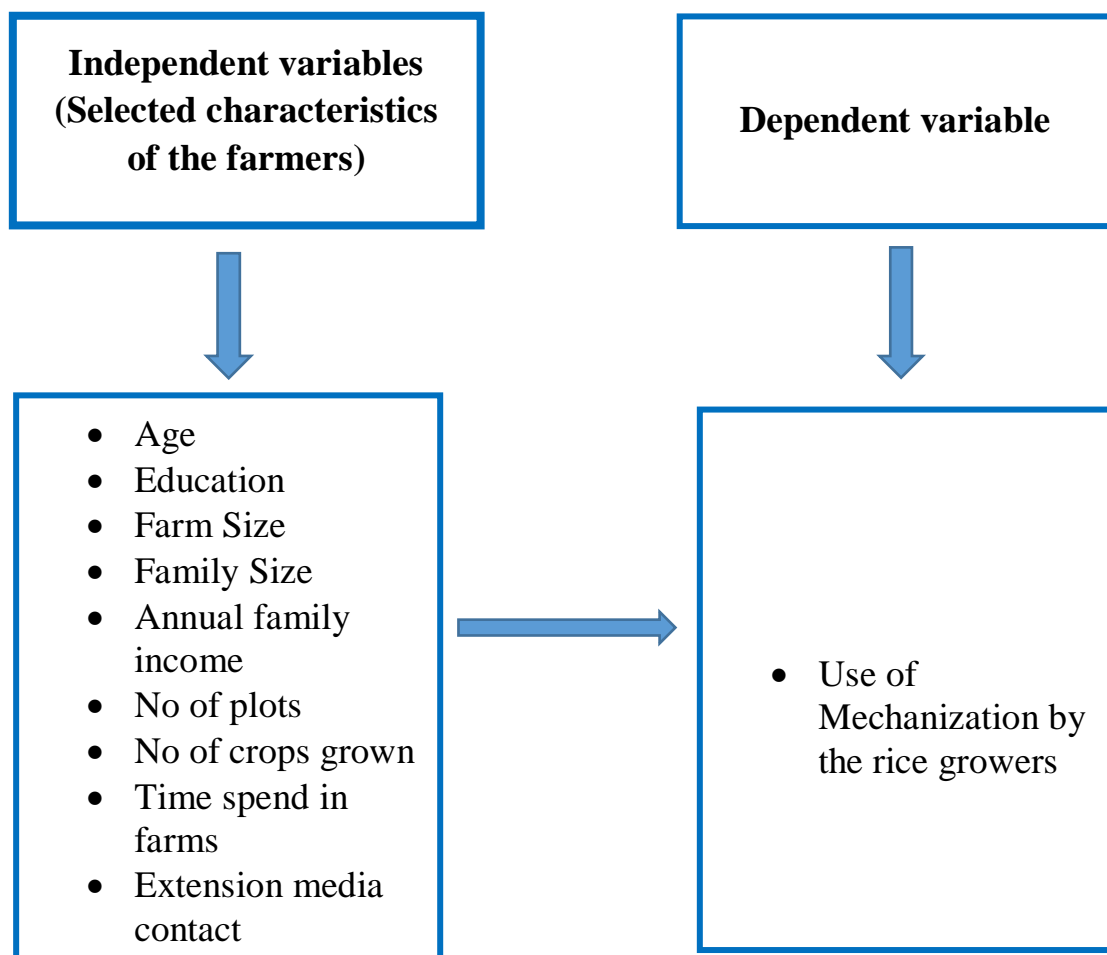 Independent variables
(Selected characteristics
of the farmers)
Dependent variable
• Age
• Education
• Farm Size
• Family Size
• Annual family
income
• No of plots
• No of crops grown
• Time spend in
farms
• Extension media
contact
• Use of
Mechanization by
the rice growers